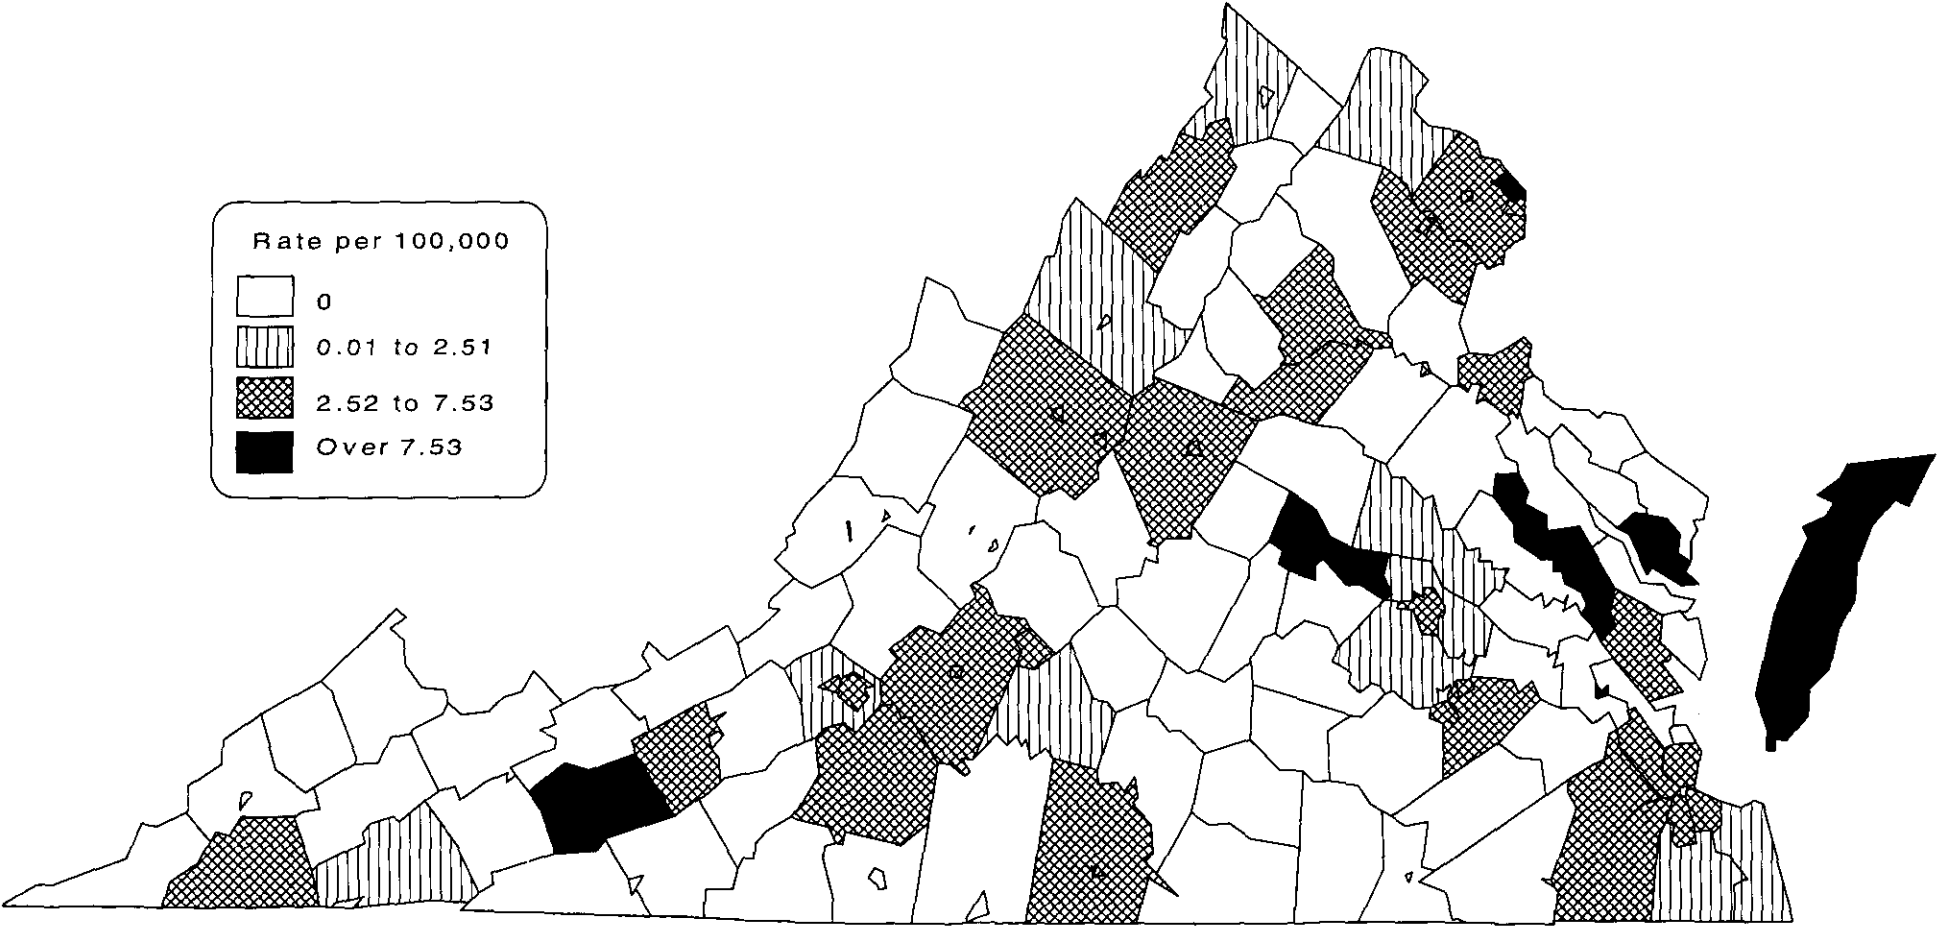 Rate per 100,000
0
0.01 to 2.51
2.52 to 7.53
Over 7.53